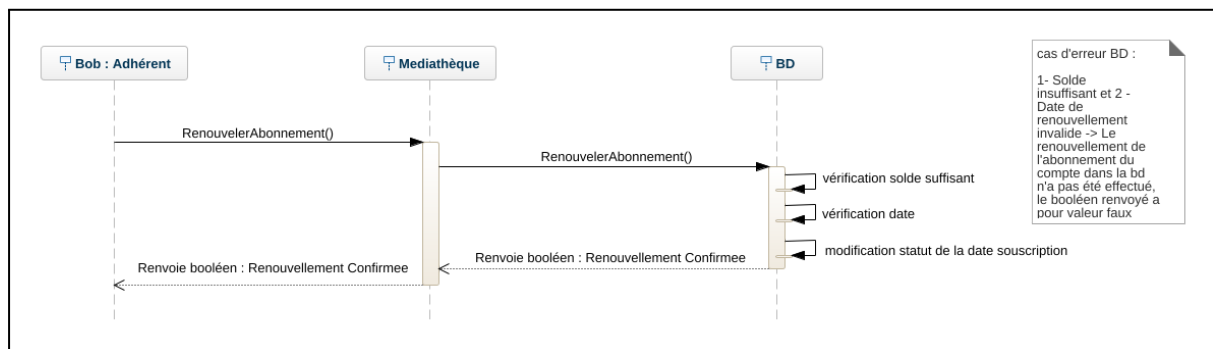 Bob : Adhérent
Mediathèque
BD
cas d'erreur BD :
1- Solde
insuffisant et 2 -
Date de
renouvellement
invalide -> Le
renouvellement de
l'abonnement du
compte dans la bd
n'a pas été effectué,
le booléen renvoyé a
pour valeur faux
RenouvelerAbonnement()
RenouvelerAbonnement()
vérification solde suffisant
vérification date
modification statut de la date souscription
Renvoie booléen : Renouvellement Confirmee
Renvoie booléen : Renouvellement Confirmee